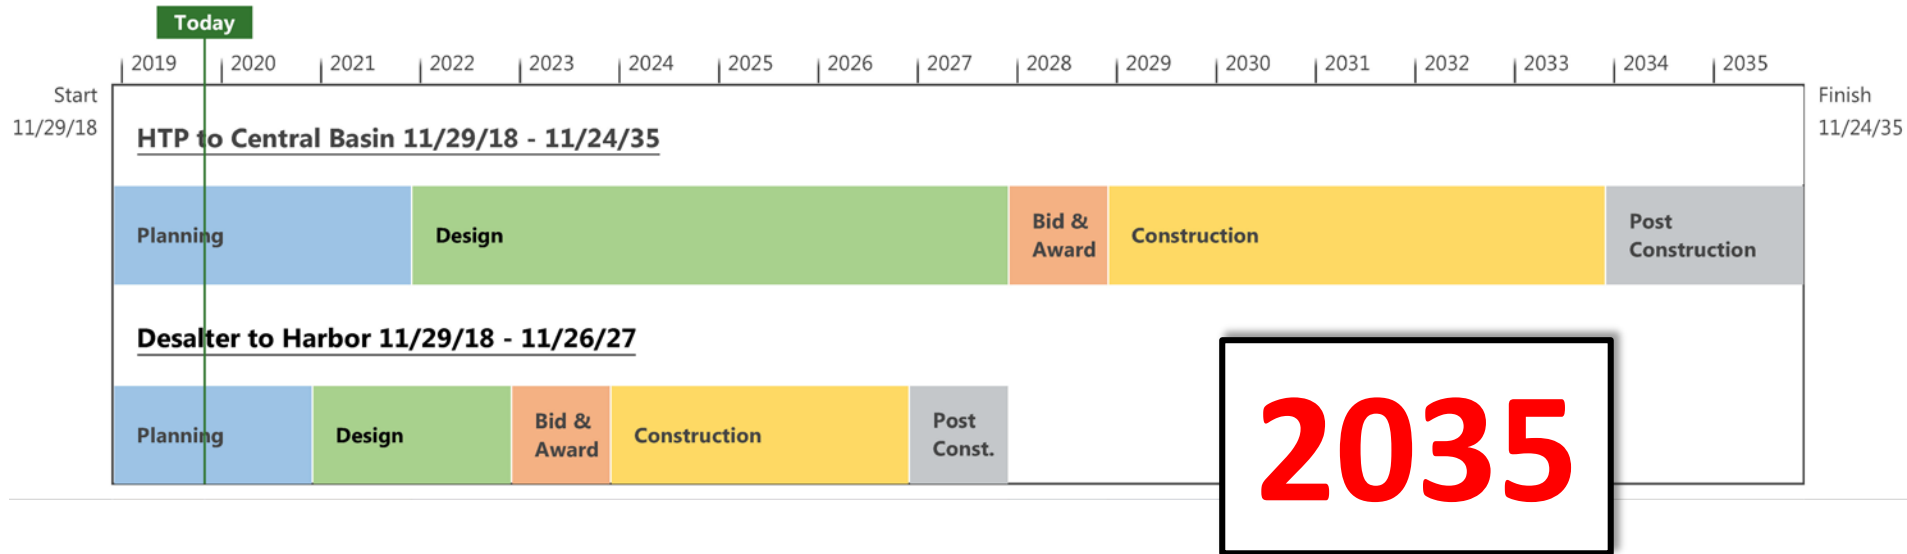 Today
2019 2020 2021 2022 2023 2024 2025 2026 2027 2028 2029 2030 2031 2032 2033 2034 2035
Start
11/29/18
Finish
11/24/35
HTP to Central Basin 11/29/18 - 11/24/35
Planning
Design
Bid &
Award
Construction
Post
Construction
Desalter to Harbor 11/29/18 - 11/26/27
Planning
Design
Bid &
Award
Construction
Post
Const.
2035